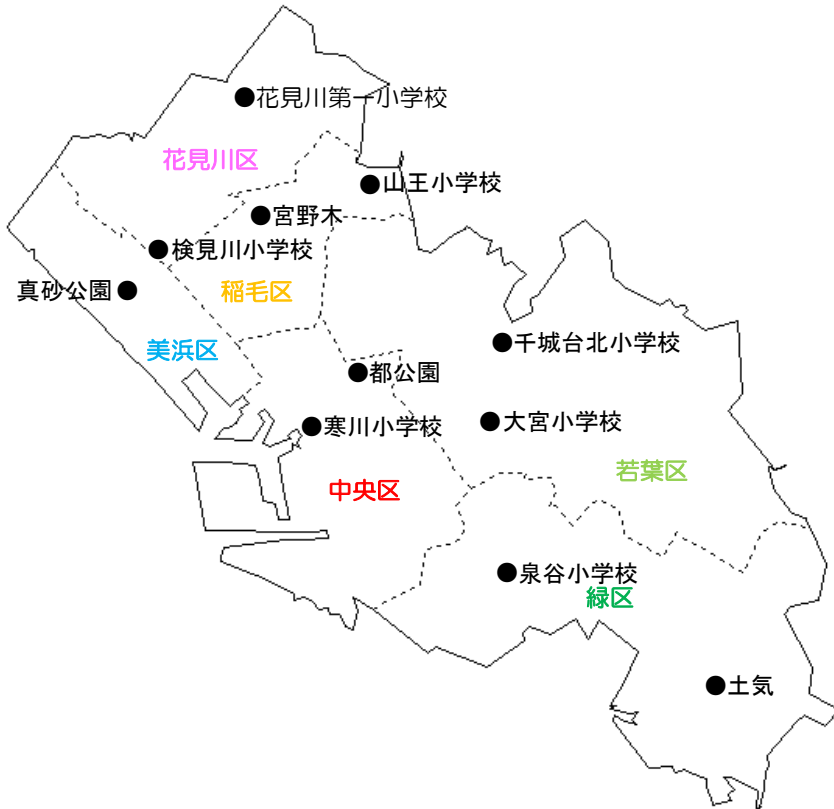 花見川第一小学校
花見川区
山王小学校
宮野木
検見川小学校
真砂公園
稲毛区
美浜区
千城台北小学校
都公園
大宮小学校
寒川小学校
若葉区
中央区
泉谷小学校
緑区
土気